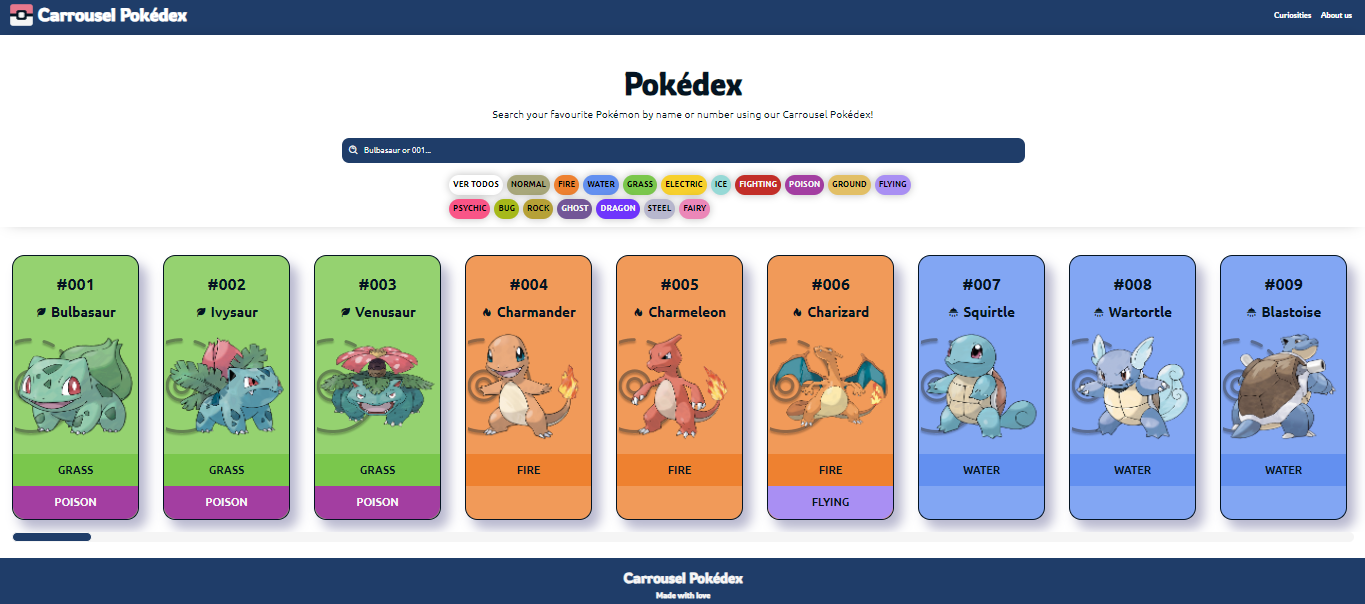 Carrousel Pokédex
Curiosities About us
Pokédex
Search your favourite Pokémon by name or number using our Carrousel Pokédex!
Bulbasaur or 001...
VER TODOS NORMAL FIRE WATER GRASS ELECTRIC ICE FIGHTING POISON GROUND FLYING
PSYCHIC BUG ROCK GHOST DRAGON STEEL FAIRY
#001 #002 #003 #004 #005 #006 #007 #008 #009
Bulbasaur Ivysaur Venusaur Charmander Charmeleon Charizard Squirtle Wartortle Blastoise
GRASS GRASS GRASS FIRE FIRE FIRE WATER WATER WATER
POISON POISON POISON FLYING
Carrousel Pokédex
Made with love